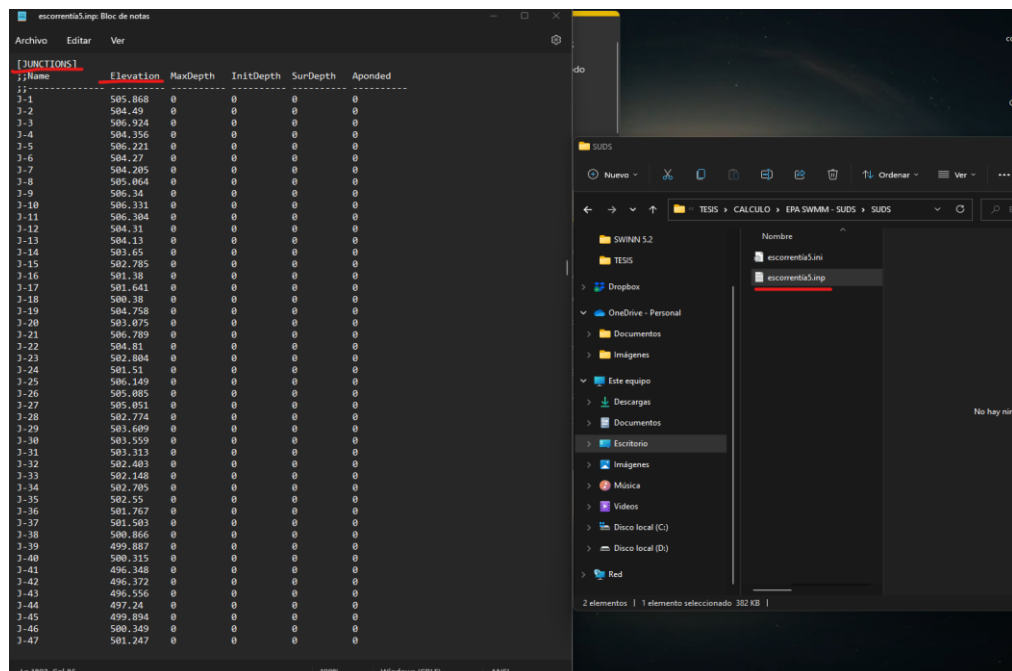 escorrentía5.inp: Bloc de notas
Archivo Editar Ver
[JUNCTIONS]
;;Name Elevation MaxDepth InitDepth SurDepth Aponded
;;-------------- ---------- ---------- ---------- ---------- ----------
J-1 505.868 0 0 0 0
J-2 504.49 0 0 0 0
J-3 506.924 0 0 0 0
J-4 504.356 0 0 0 0
J-5 506.221 0 0 0 0
J-6 504.27 0 0 0 0
J-7 504.205 0 0 0 0
J-8 505.064 0 0 0 0
J-9 506.34 0 0 0 0
J-10 506.331 0 0 0 0
J-11 506.304 0 0 0 0
J-12 504.31 0 0 0 0
J-13 504.13 0 0 0 0
J-14 503.65 0 0 0 0
J-15 502.785 0 0 0 0
J-16 501.38 0 0 0 0
J-17 501.641 0 0 0 0
J-18 500.38 0 0 0 0
J-19 504.758 0 0 0 0
J-20 503.075 0 0 0 0
J-21 506.789 0 0 0 0
J-22 504.81 0 0 0 0
J-23 502.804 0 0 0 0
J-24 501.51 0 0 0 0
J-25 506.149 0 0 0 0
J-26 505.085 0 0 0 0
J-27 505.051 0 0 0 0
J-28 502.774 0 0 0 0
J-29 503.609 0 0 0 0
J-30 503.559 0 0 0 0
J-31 503.313 0 0 0 0
J-32 502.403 0 0 0 0
J-33 502.148 0 0 0 0
J-34 502.705 0 0 0 0
J-35 502.55 0 0 0 0
J-36 501.767 0 0 0 0
J-37 501.503 0 0 0 0
J-38 500.866 0 0 0 0
J-39 499.887 0 0 0 0
J-40 500.315 0 0 0 0
J-41 496.348 0 0 0 0
J-42 496.372 0 0 0 0
J-43 496.556 0 0 0 0
J-44 497.24 0 0 0 0
J-45 499.894 0 0 0 0
J-46 500.349 0 0 0 0
J-47 501.247 0 0 0 0
do
SUDS
Nuevo Ordenar Ver
TESIS > CALCULO > EPA SWMM - SUDS > SUDS
Nombre
escorrentía5.ini
escorrentía5.inp
SWINN 5.2
TESIS
Dropbox
OneDrive - Personal
Documentos
Imágenes
Este equipo
Descargas
Documentos
Escritorio
Imágenes
Música
Videos
Disco local (C:)
Disco local (D:)
Red
No hay nin
2 elementos | 1 elemento seleccionado 382 KB |